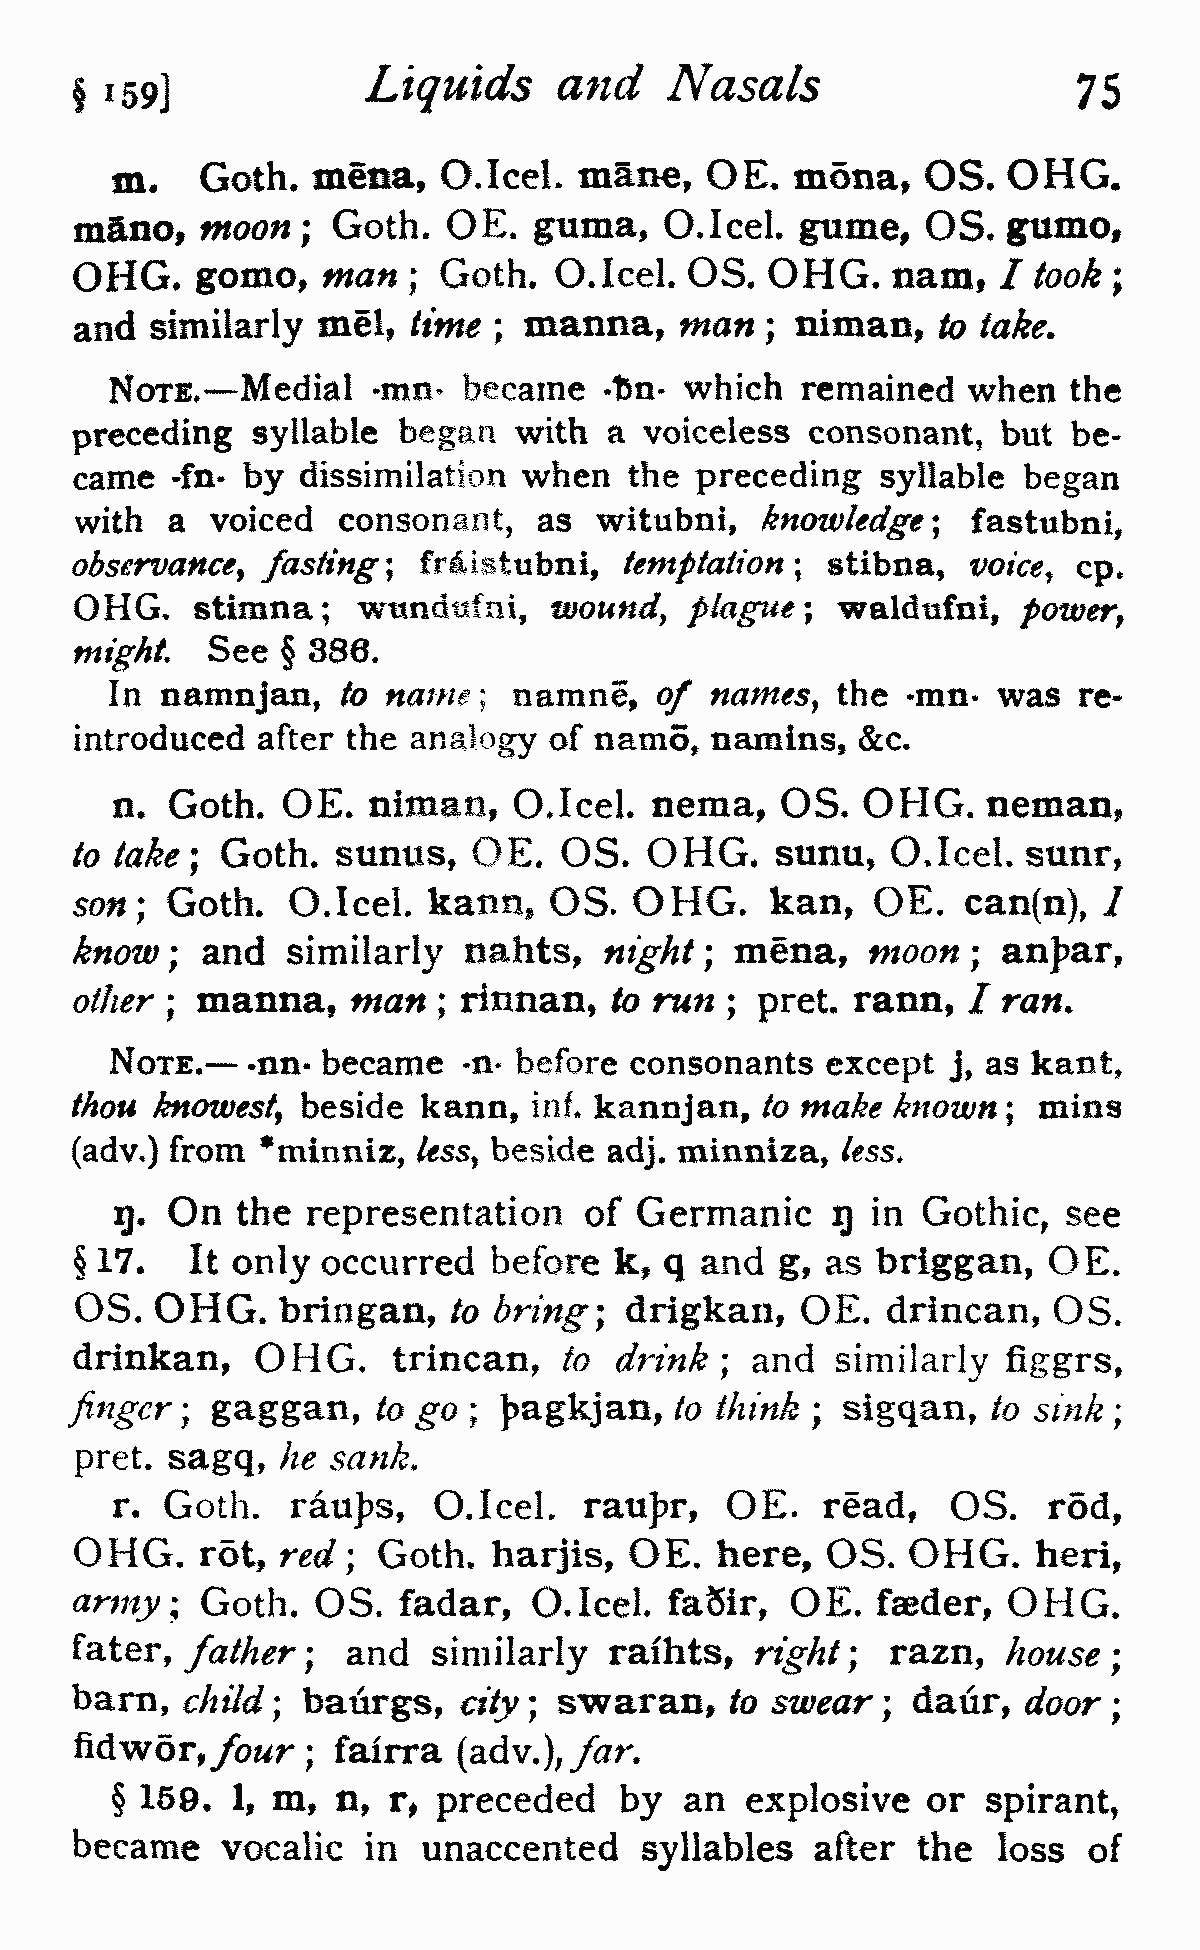 § 159] Liquids and Nasals 75
m. Goth. mēna, O.Icel. māne, OE. mōna, OS. OHG.
māno, moon; Goth. OE. guma, O.Icel. gume, OS. gumo,
OHG. gomo, man; Goth. O.Icel. OS. OHG. nam, I took;
and similarly mēl, time; manna, man; niman, to take.
NOTE.—Medial -mn- became -ƀn- which remained when the
preceding syllable began with a voiceless consonant, but be-
came -fn- by dissimilation when the preceding syllable began
with a voiced consonant, as witubni, knowledge; fastubni,
observance, fasting; fráistubni, temptation; stibna, voice, cp.
OHG. stimna; wundufni, wound, plague; waldufni, power,
might. See § 386.
In namnjan, to name; namnē, of names, the -mn- was re-
introduced after the analogy of namō, namins, &c.
n. Goth. OE. niman, O.Icel. nema, OS. OHG. neman,
to take; Goth. sunus, OE. OS. OHG. sunu, O.Icel. sunr,
son; Goth. O.Icel. kann, OS. OHG. kan, OE. can(n), I
know; and similarly nahts, night; mēna, moon; anþar,
other; manna, man; rinnan, to run; pret. rann, I ran.
NOTE.— -nn- became -n- before consonants except j, as kant,
thou knowest, beside kann, inf. kannjan, to make known; mins
(adv.) from *minniz, less, beside adj. minniza, less.
ŋ. On the representation of Germanic ŋ in Gothic, see
§ 17. It only occurred before k, q and g, as briggan, OE.
OS. OHG. bringan, to bring; drigkan, OE. drincan, OS.
drinkan, OHG. trincan, to drink; and similarly figgrs,
finger; gaggan, to go; þagkjan, to think; sigqan, to sink;
pret. sagq, he sank.
r. Goth. ráuþs, O.Icel. rauþr, OE. rēad, OS. rōd,
OHG. rōt, red; Goth. harjis, OE. here, OS. OHG. heri,
army; Goth. OS. fadar, O.Icel. faðir, OE. fæder, OHG.
fater, father; and similarly raíhts, right; razn, house;
barn, child; baúrgs, city; swaran, to swear; daúr, door;
fidwōr, four; faírra (adv.), far.
§ 159. l, m, n, r, preceded by an explosive or spirant,
became vocalic in unaccented syllables after the loss of